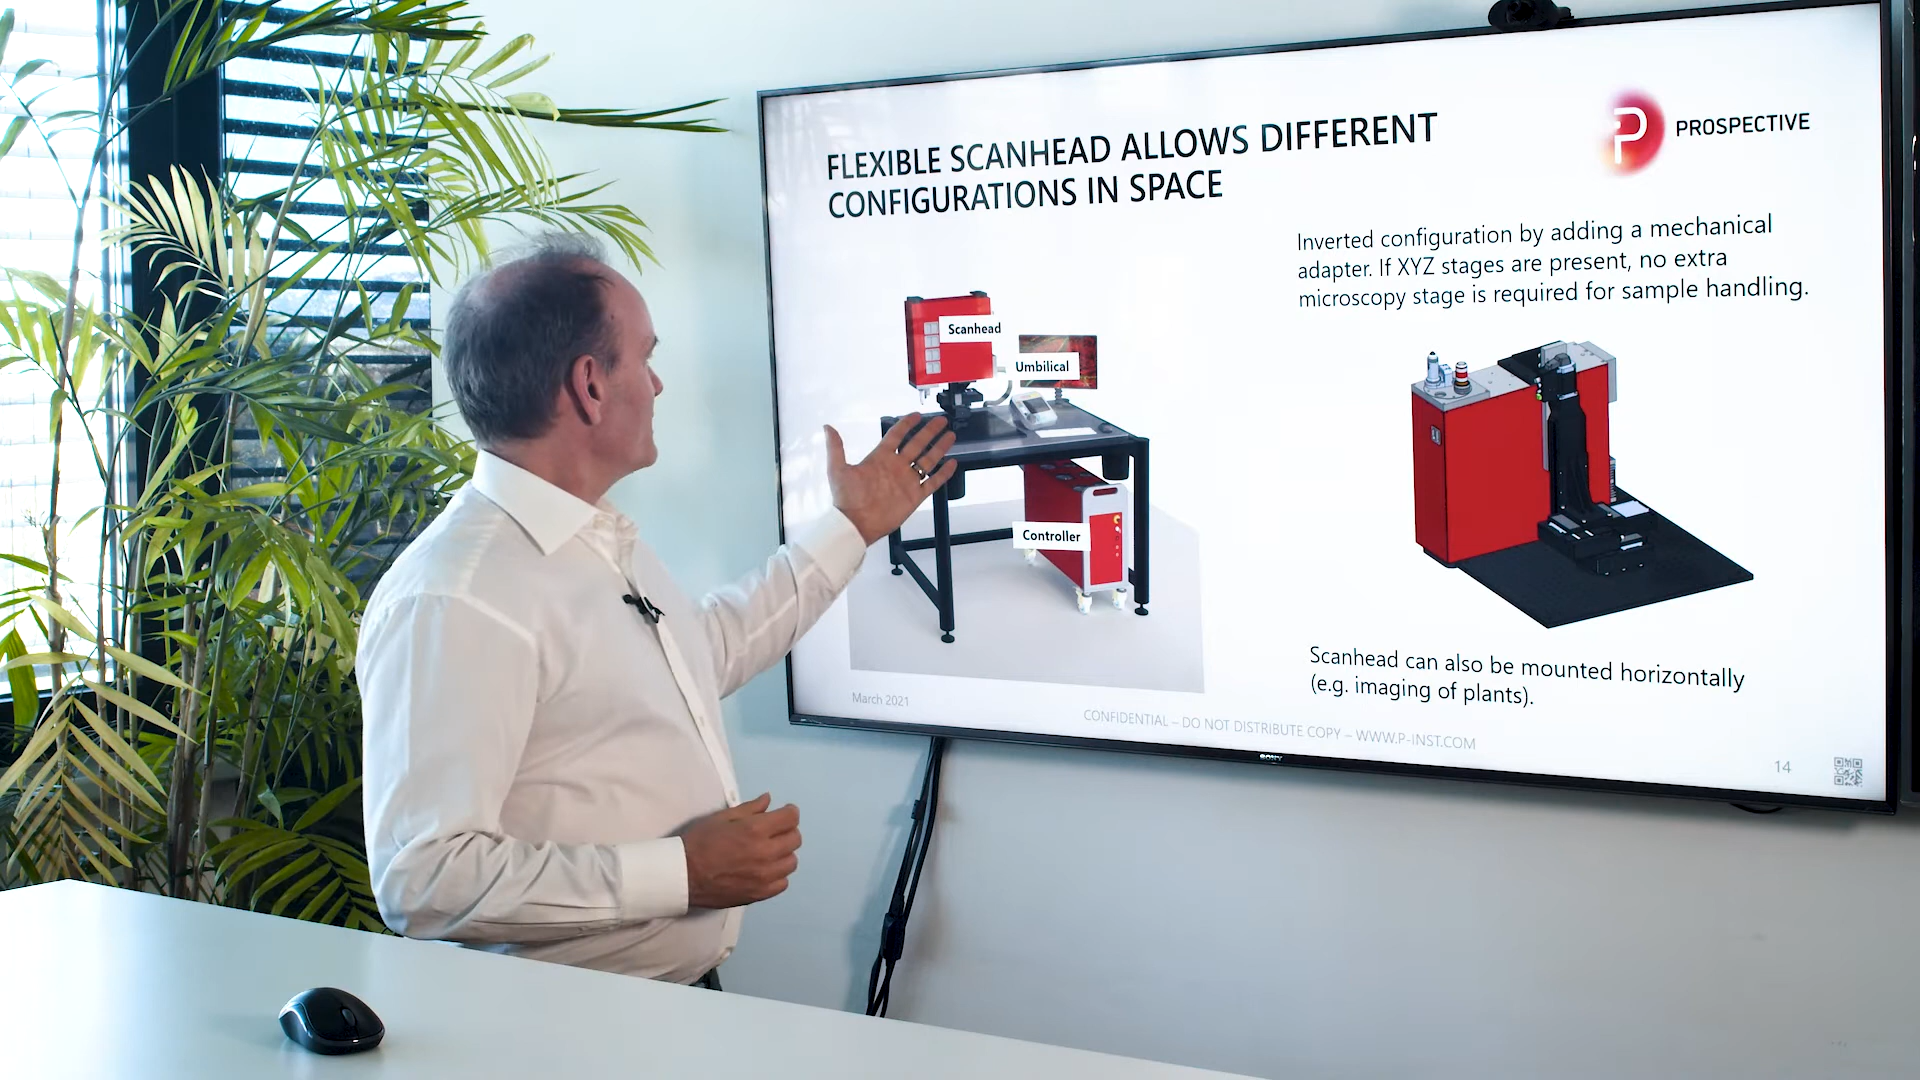 FLEXIBLE SCANHEAD ALLOWS DIFFERENT
CONFIGURATIONS IN SPACE
P PROSPECTIVE
Inverted configuration by adding a mechanical
adapter. If XYZ stages are present, no extra
microscopy stage is required for sample handling.
Scanhead
Umbilical
Controller
Scanhead can also be mounted horizontally
(e.g. imaging of plants).
March 2021
CONFIDENTIAL – DO NOT DISTRIBUTE COPY – WWW.P-INST.COM
14
SONY